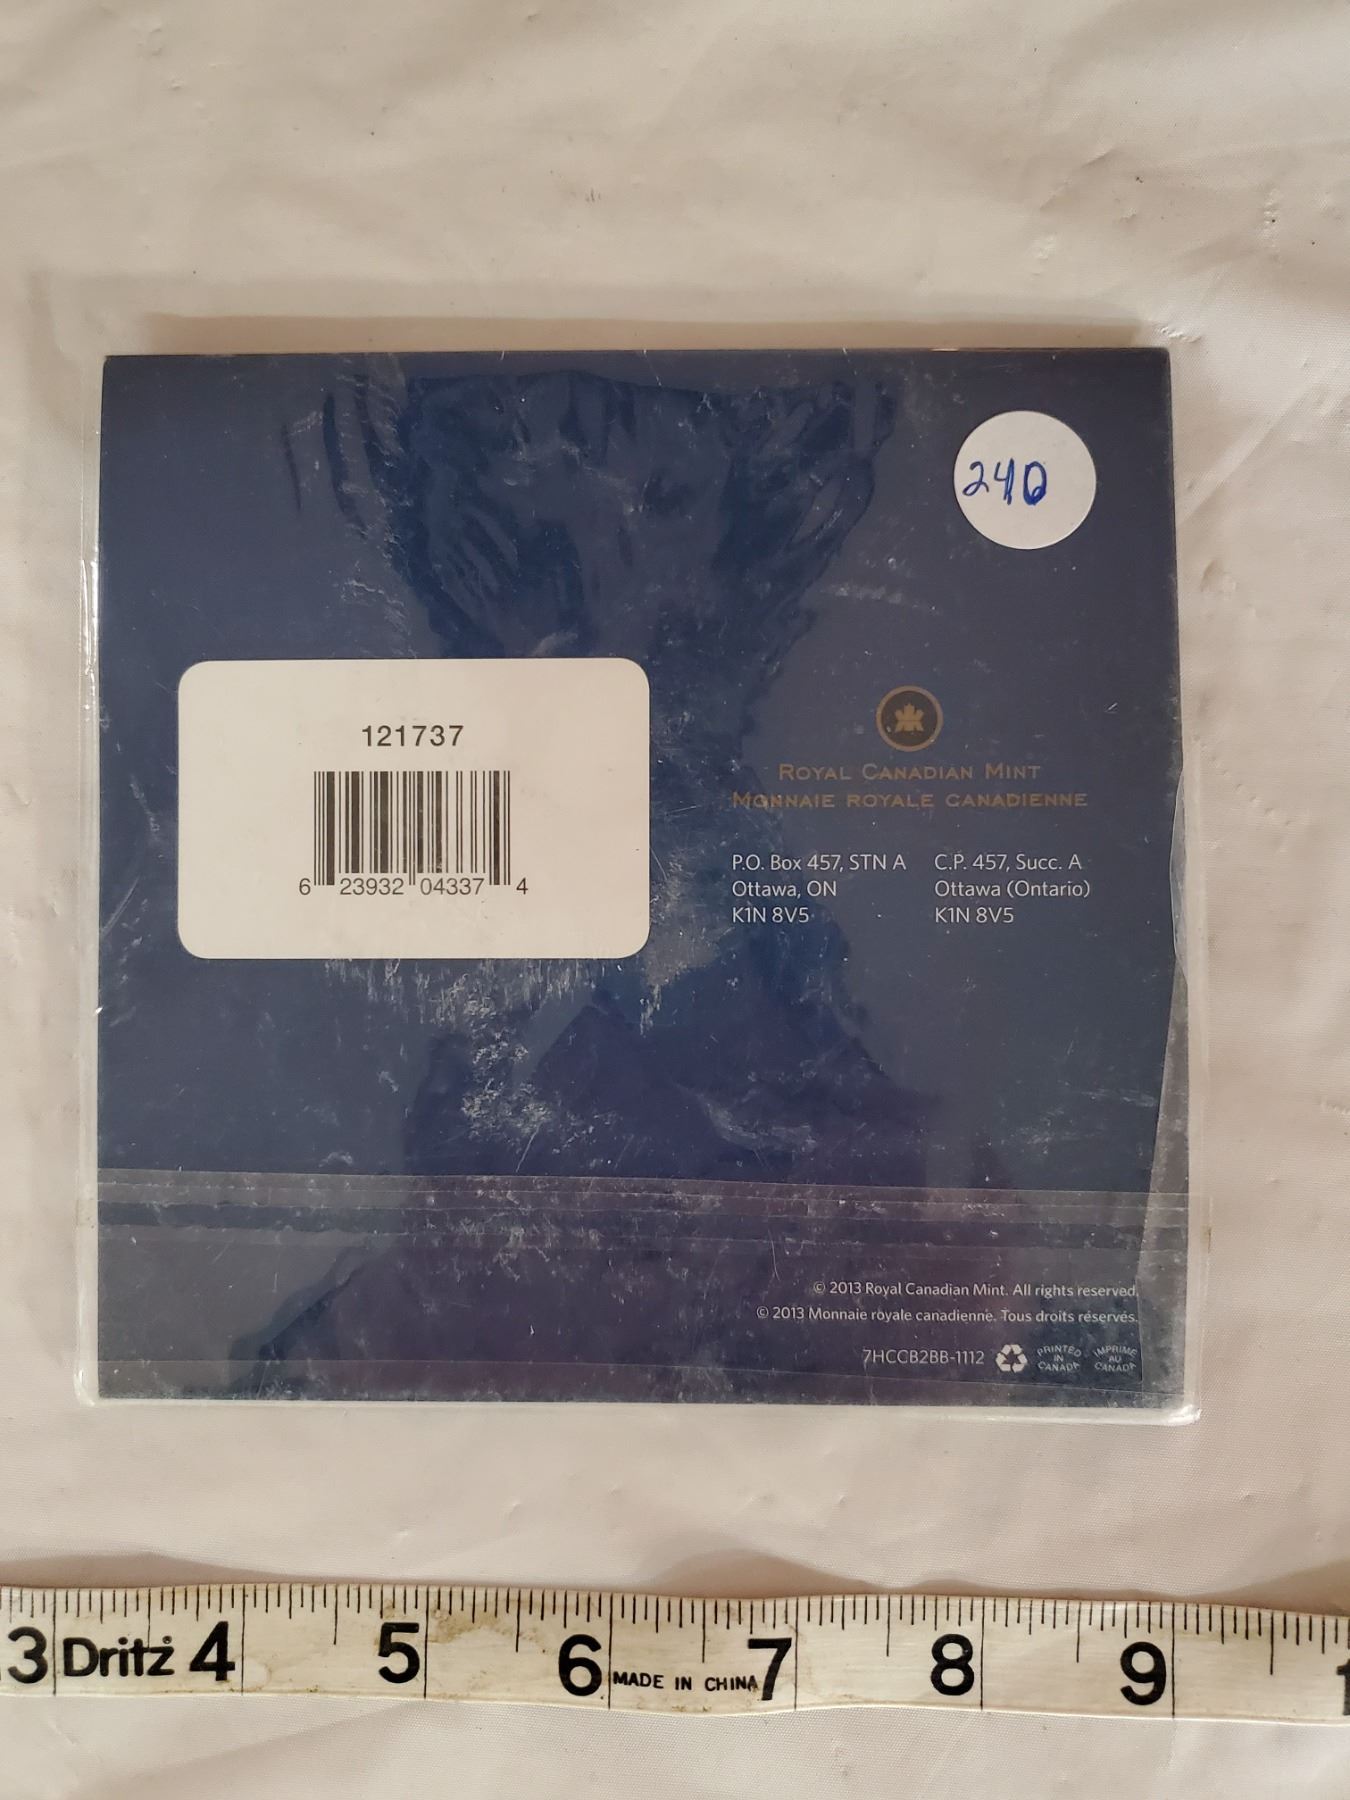 240
121737
6 23932 04337 4
ROYAL CANADIAN MINT
MONNAIE ROYALE CANADIENNE
P.O. Box 457, STN A
Ottawa, ON
K1N 8V5
C.P. 457, Succ. A
Ottawa (Ontario)
K1N 8V5
© 2013 Royal Canadian Mint. All rights reserved.
© 2013 Monnaie royale canadienne. Tous droits réservés.
7HCCB2BB-1112
PRINTED IN CANADA
IMPRIMÉ AU CANADA
3 Dritz 4 5 6 MADE IN CHINA 7 8 9